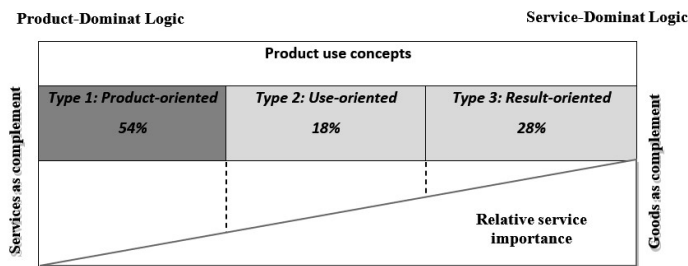 Product-Dominat Logic
Service-Dominat Logic
Product use concepts
Type 1: Product-oriented
54%
Type 2: Use-oriented
18%
Type 3: Result-oriented
28%
Services as complement
Goods as complement
Relative service
importance